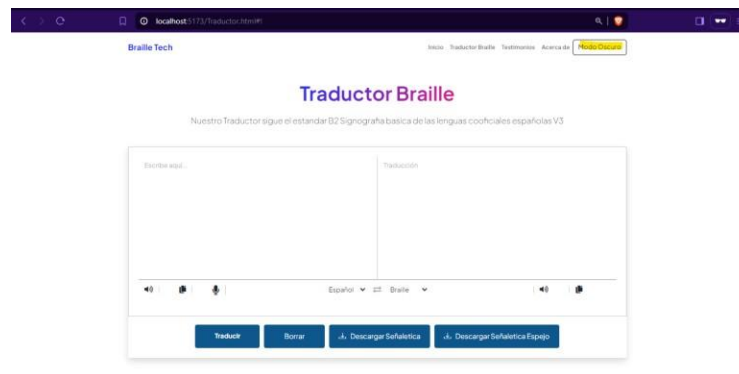 localhost:5173/Traductor.html#!
Braille Tech
Inicio Traductor Braille Testimonios Acerca de Modo Oscuro
Traductor Braille
Nuestro Traductor sigue el estandar B2 Signografia basica de las lenguas cooficiales españolas V3
Escribe aquí ...
Traducción
Español Braille
Traducir Borrar Descargar Señaletica Descargar Señaletica Espejo